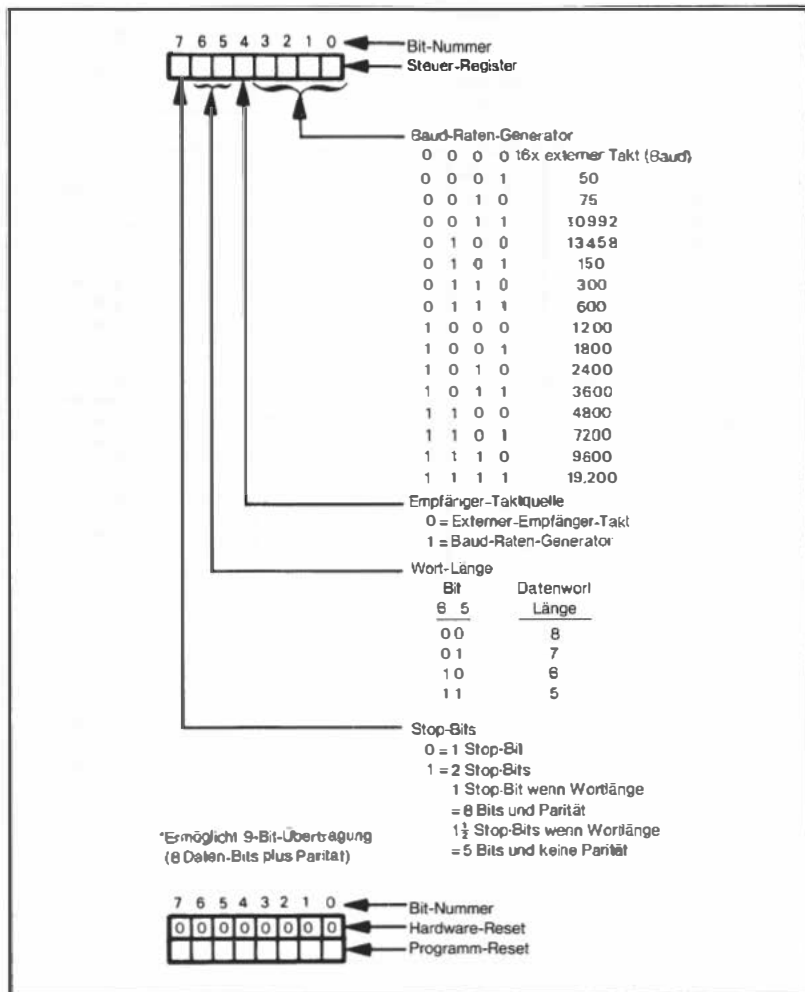 7 6 5 4 3 2 1 0 Bit-Nummer
Steuer-Register
Baud-Raten-Generator
0 0 0 0 16x externer Takt (Baud)
0 0 0 1 50
0 0 1 0 75
0 0 1 1 10992
0 1 0 0 13458
0 1 0 1 150
0 1 1 0 300
0 1 1 1 600
1 0 0 0 1200
1 0 0 1 1800
1 0 1 0 2400
1 0 1 1 3600
1 1 0 0 4800
1 1 0 1 7200
1 1 1 0 9600
1 1 1 1 19,200
Empfänger-Taktquelle
0 = Externer-Empfänger-Takt
1 = Baud-Raten-Generator
Wort-Länge
Bit Datenwort
6 5 Länge
0 0 8
0 1 7
1 0 6
1 1 5
Stop-Bits
0 = 1 Stop-Bit
1 = 2 Stop-Bits
1 Stop-Bit wenn Wortlänge
= 8 Bits und Parität
1½ Stop-Bits wenn Wortlänge
= 5 Bits und keine Parität
*Ermöglicht 9-Bit-Übertragung
(8 Daten-Bits plus Parität)
7 6 5 4 3 2 1 0 Bit-Nummer
0 0 0 0 0 0 0 0 Hardware-Reset
Programm-Reset